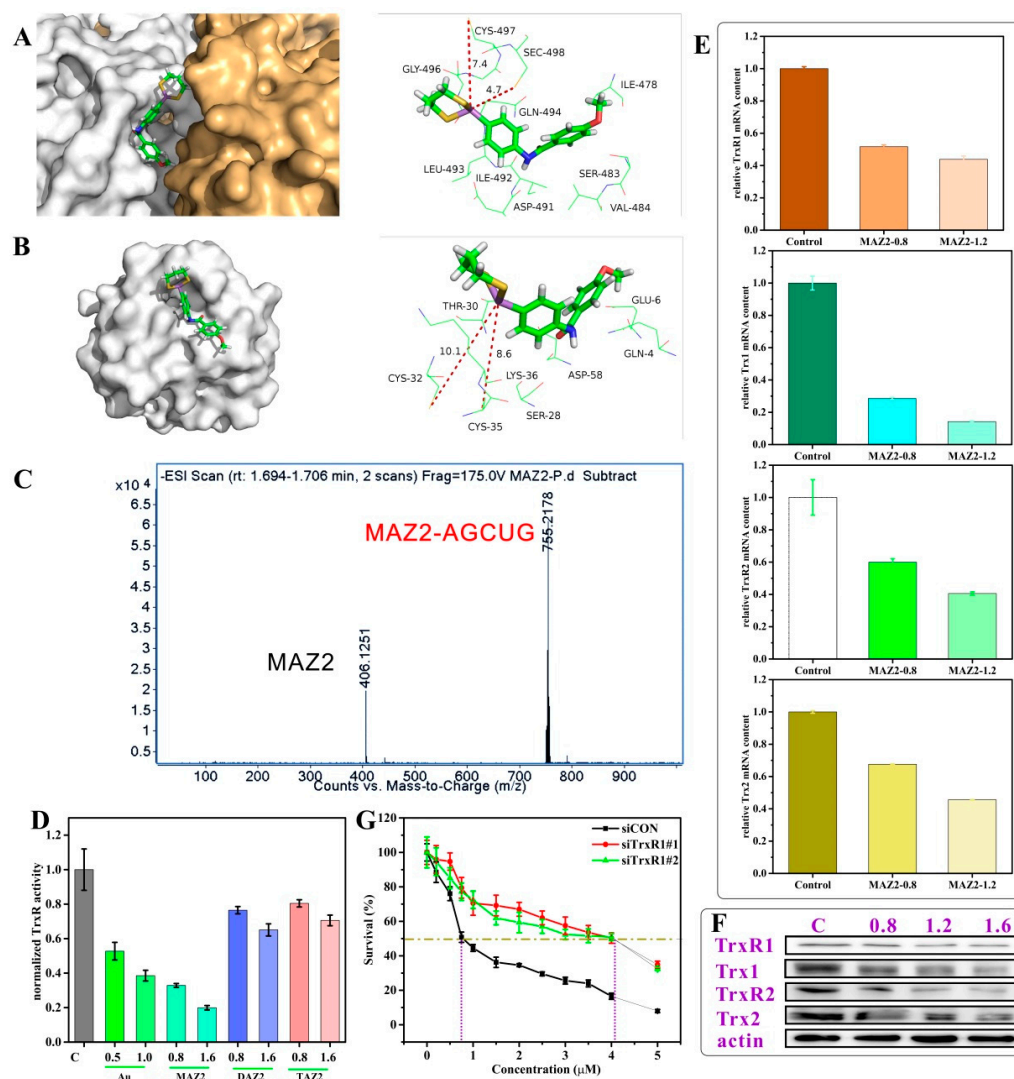 A
CYS-497
SEC-498
7.4
GLY-496
ILE-478
4.7
GLN-494
LEU-493
ILE-492
SER-483
ASP-491
VAL-484
B
THR-30
GLU-6
10.1
8.6
GLN-4
CYS-32
LYS-36
ASP-58
SER-28
CYS-35
C
-ESI Scan (rt: 1.694-1.706 min, 2 scans) Frag=175.0V MAZ2-P.d Subtract
x10 4
6.5
6
5.5
5
4.5
4
3.5
3
2.5
2
1.5
1
0.5
MAZ2-AGCUG
755.2178
MAZ2
406.1251
100 200 300 400 500 600 700 800 900
Counts vs. Mass-to-Charge (m/z)
D
normalized TrxR activity
1.2
1.0
0.8
0.6
0.4
0.2
0.0
C 0.5 1.0 0.8 1.6 0.8 1.6 0.8 1.6
Au MAZ2 DAZ2 TAZ2
G
Survival (%)
120
100
80
60
40
20
0
siCON
siTrxR1#1
siTrxR1#2
0 1 2 3 4 5
Concentration (μM)
E
relative TrxR1 mRNA content
1.2
1.0
0.8
0.6
0.4
0.2
0.0
Control MAZ2-0.8 MAZ2-1.2
relative Trx1 mRNA content
1.2
1.0
0.8
0.6
0.4
0.2
0.0
Control MAZ2-0.8 MAZ2-1.2
relative TrxR2 mRNA content
1.2
1.0
0.8
0.6
0.4
0.2
0.0
Control MAZ2-0.8 MAZ2-1.2
relative Trx2 mRNA content
1.2
1.0
0.8
0.6
0.4
0.2
0.0
Control MAZ2-0.8 MAZ2-1.2
F
C 0.8 1.2 1.6
TrxR1
Trx1
TrxR2
Trx2
actin